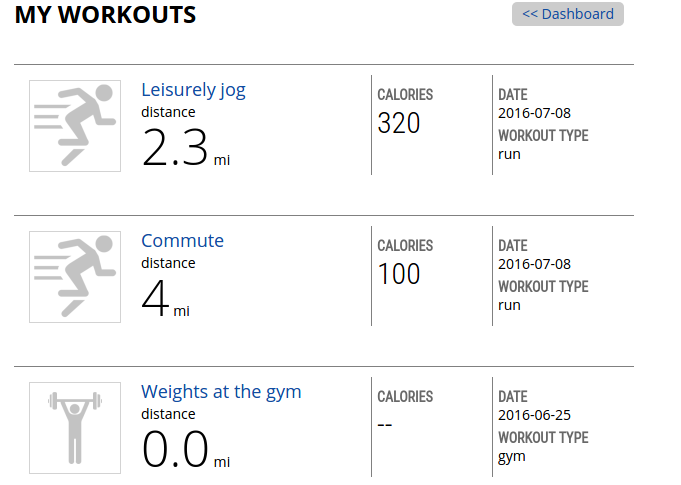 MY WORKOUTS
<< Dashboard
Leisurely jog
distance
2.3 mi
CALORIES
320
DATE
2016-07-08
WORKOUT TYPE
run
Commute
distance
4 mi
CALORIES
100
DATE
2016-07-08
WORKOUT TYPE
run
Weights at the gym
distance
0.0 mi
CALORIES
--
DATE
2016-06-25
WORKOUT TYPE
gym